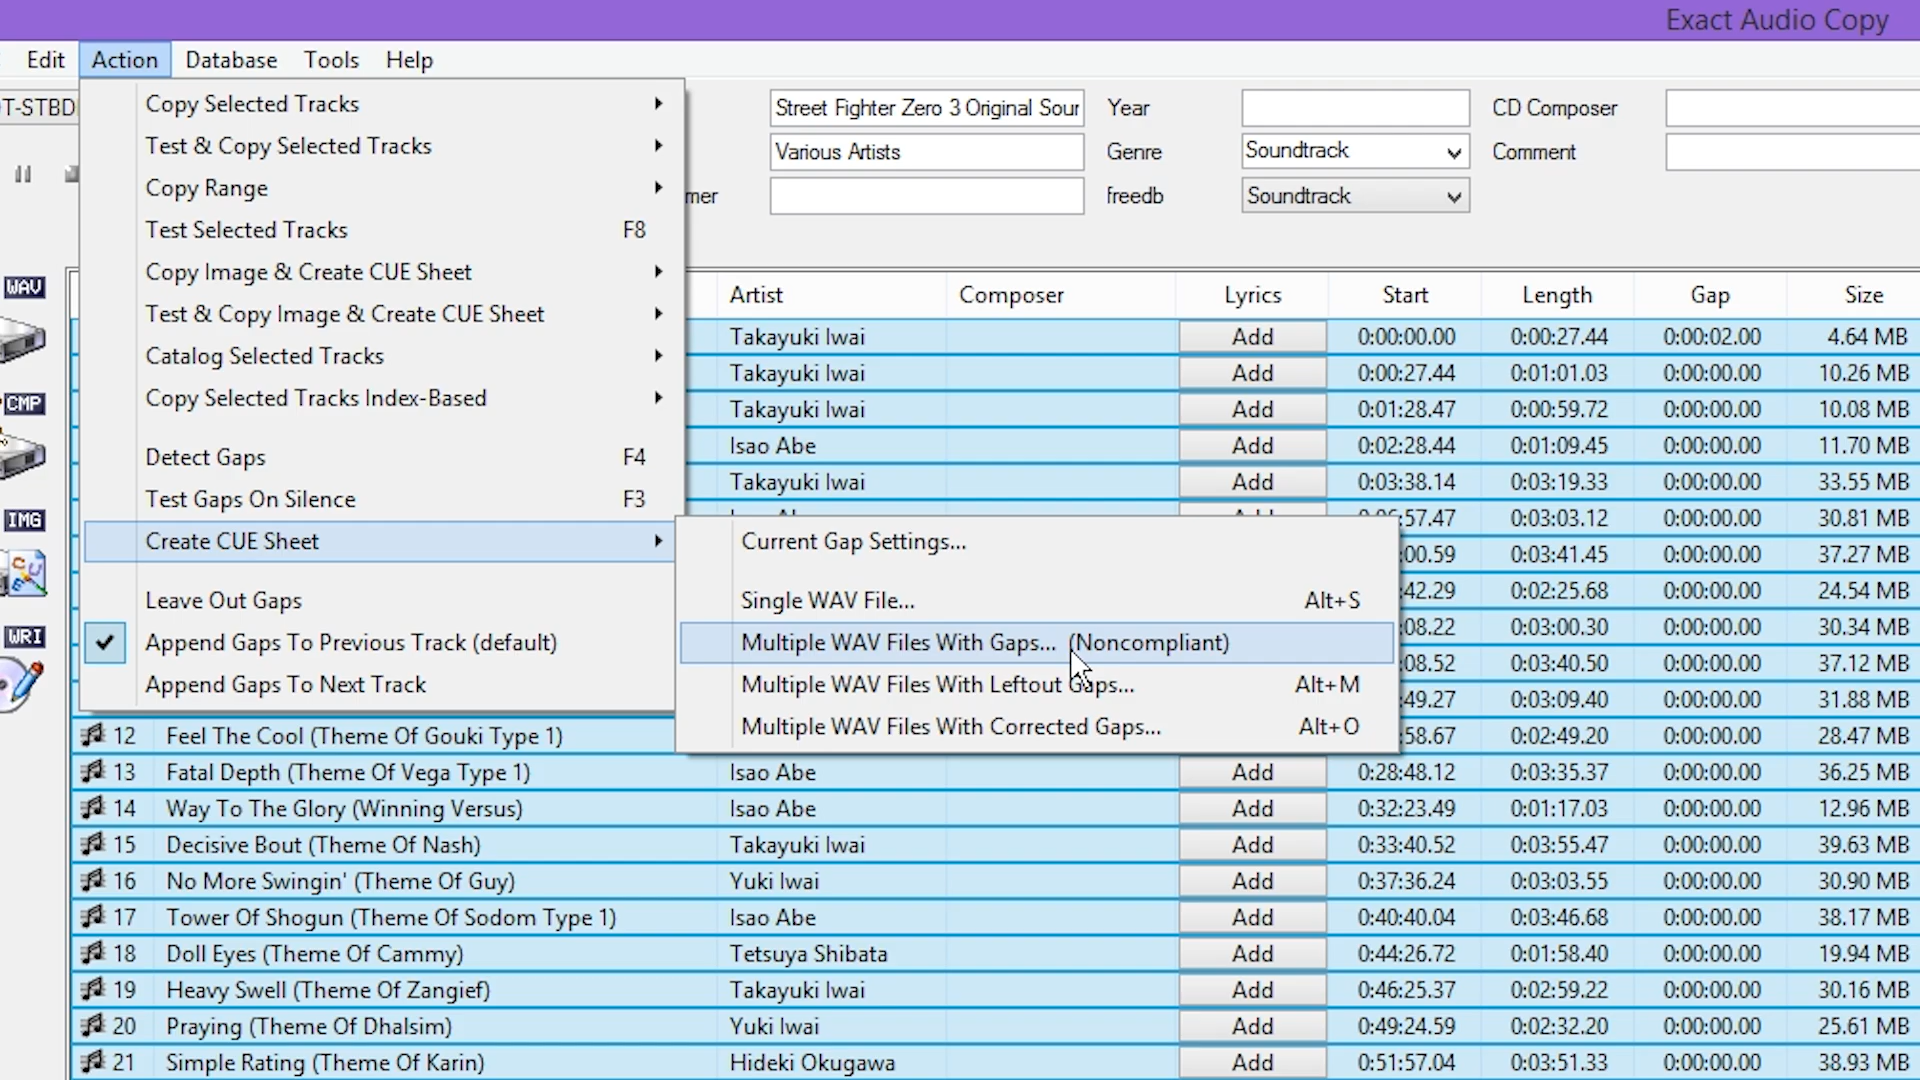 Exact Audio Copy
Edit Action Database Tools Help
Copy Selected Tracks
Test & Copy Selected Tracks
Copy Range
Test Selected Tracks F8
Copy Image & Create CUE Sheet
Test & Copy Image & Create CUE Sheet
Catalog Selected Tracks
Copy Selected Tracks Index-Based
Detect Gaps F4
Test Gaps On Silence F3
Create CUE Sheet
Leave Out Gaps
Append Gaps To Previous Track (default)
Append Gaps To Next Track
Current Gap Settings...
Single WAV File... Alt+S
Multiple WAV Files With Gaps... (Noncompliant)
Multiple WAV Files With Leftout Gaps... Alt+M
Multiple WAV Files With Corrected Gaps... Alt+O
Street Fighter Zero 3 Original Sour Year CD Composer
Various Artists Genre Soundtrack Comment
mer freedb Soundtrack
WAV
CMP
IMG
WRI
Artist Composer Lyrics Start Length Gap Size
Takayuki Iwai Add 0:00:00.00 0:00:27.44 0:00:02.00 4.64 MB
Takayuki Iwai Add 0:00:27.44 0:01:01.03 0:00:00.00 10.26 MB
Takayuki Iwai Add 0:01:28.47 0:00:59.72 0:00:00.00 10.08 MB
Isao Abe Add 0:02:28.44 0:01:09.45 0:00:00.00 11.70 MB
Takayuki Iwai Add 0:03:38.14 0:03:19.33 0:00:00.00 33.55 MB
:57.47 0:03:03.12 0:00:00.00 30.81 MB
:00.59 0:03:41.45 0:00:00.00 37.27 MB
:42.29 0:02:25.68 0:00:00.00 24.54 MB
:08.22 0:03:00.30 0:00:00.00 30.34 MB
:08.52 0:03:40.50 0:00:00.00 37.12 MB
:49.27 0:03:09.40 0:00:00.00 31.88 MB
12 Feel The Cool (Theme Of Gouki Type 1) :58.67 0:02:49.20 0:00:00.00 28.47 MB
13 Fatal Depth (Theme Of Vega Type 1) Isao Abe Add 0:28:48.12 0:03:35.37 0:00:00.00 36.25 MB
14 Way To The Glory (Winning Versus) Isao Abe Add 0:32:23.49 0:01:17.03 0:00:00.00 12.96 MB
15 Decisive Bout (Theme Of Nash) Takayuki Iwai Add 0:33:40.52 0:03:55.47 0:00:00.00 39.63 MB
16 No More Swingin' (Theme Of Guy) Yuki Iwai Add 0:37:36.24 0:03:03.55 0:00:00.00 30.90 MB
17 Tower Of Shogun (Theme Of Sodom Type 1) Isao Abe Add 0:40:40.04 0:03:46.68 0:00:00.00 38.17 MB
18 Doll Eyes (Theme Of Cammy) Tetsuya Shibata Add 0:44:26.72 0:01:58.40 0:00:00.00 19.94 MB
19 Heavy Swell (Theme Of Zangief) Takayuki Iwai Add 0:46:25.37 0:02:59.22 0:00:00.00 30.16 MB
20 Praying (Theme Of Dhalsim) Yuki Iwai Add 0:49:24.59 0:02:32.20 0:00:00.00 25.61 MB
21 Simple Rating (Theme Of Karin) Hideki Okugawa Add 0:51:57.04 0:03:51.33 0:00:00.00 38.93 MB